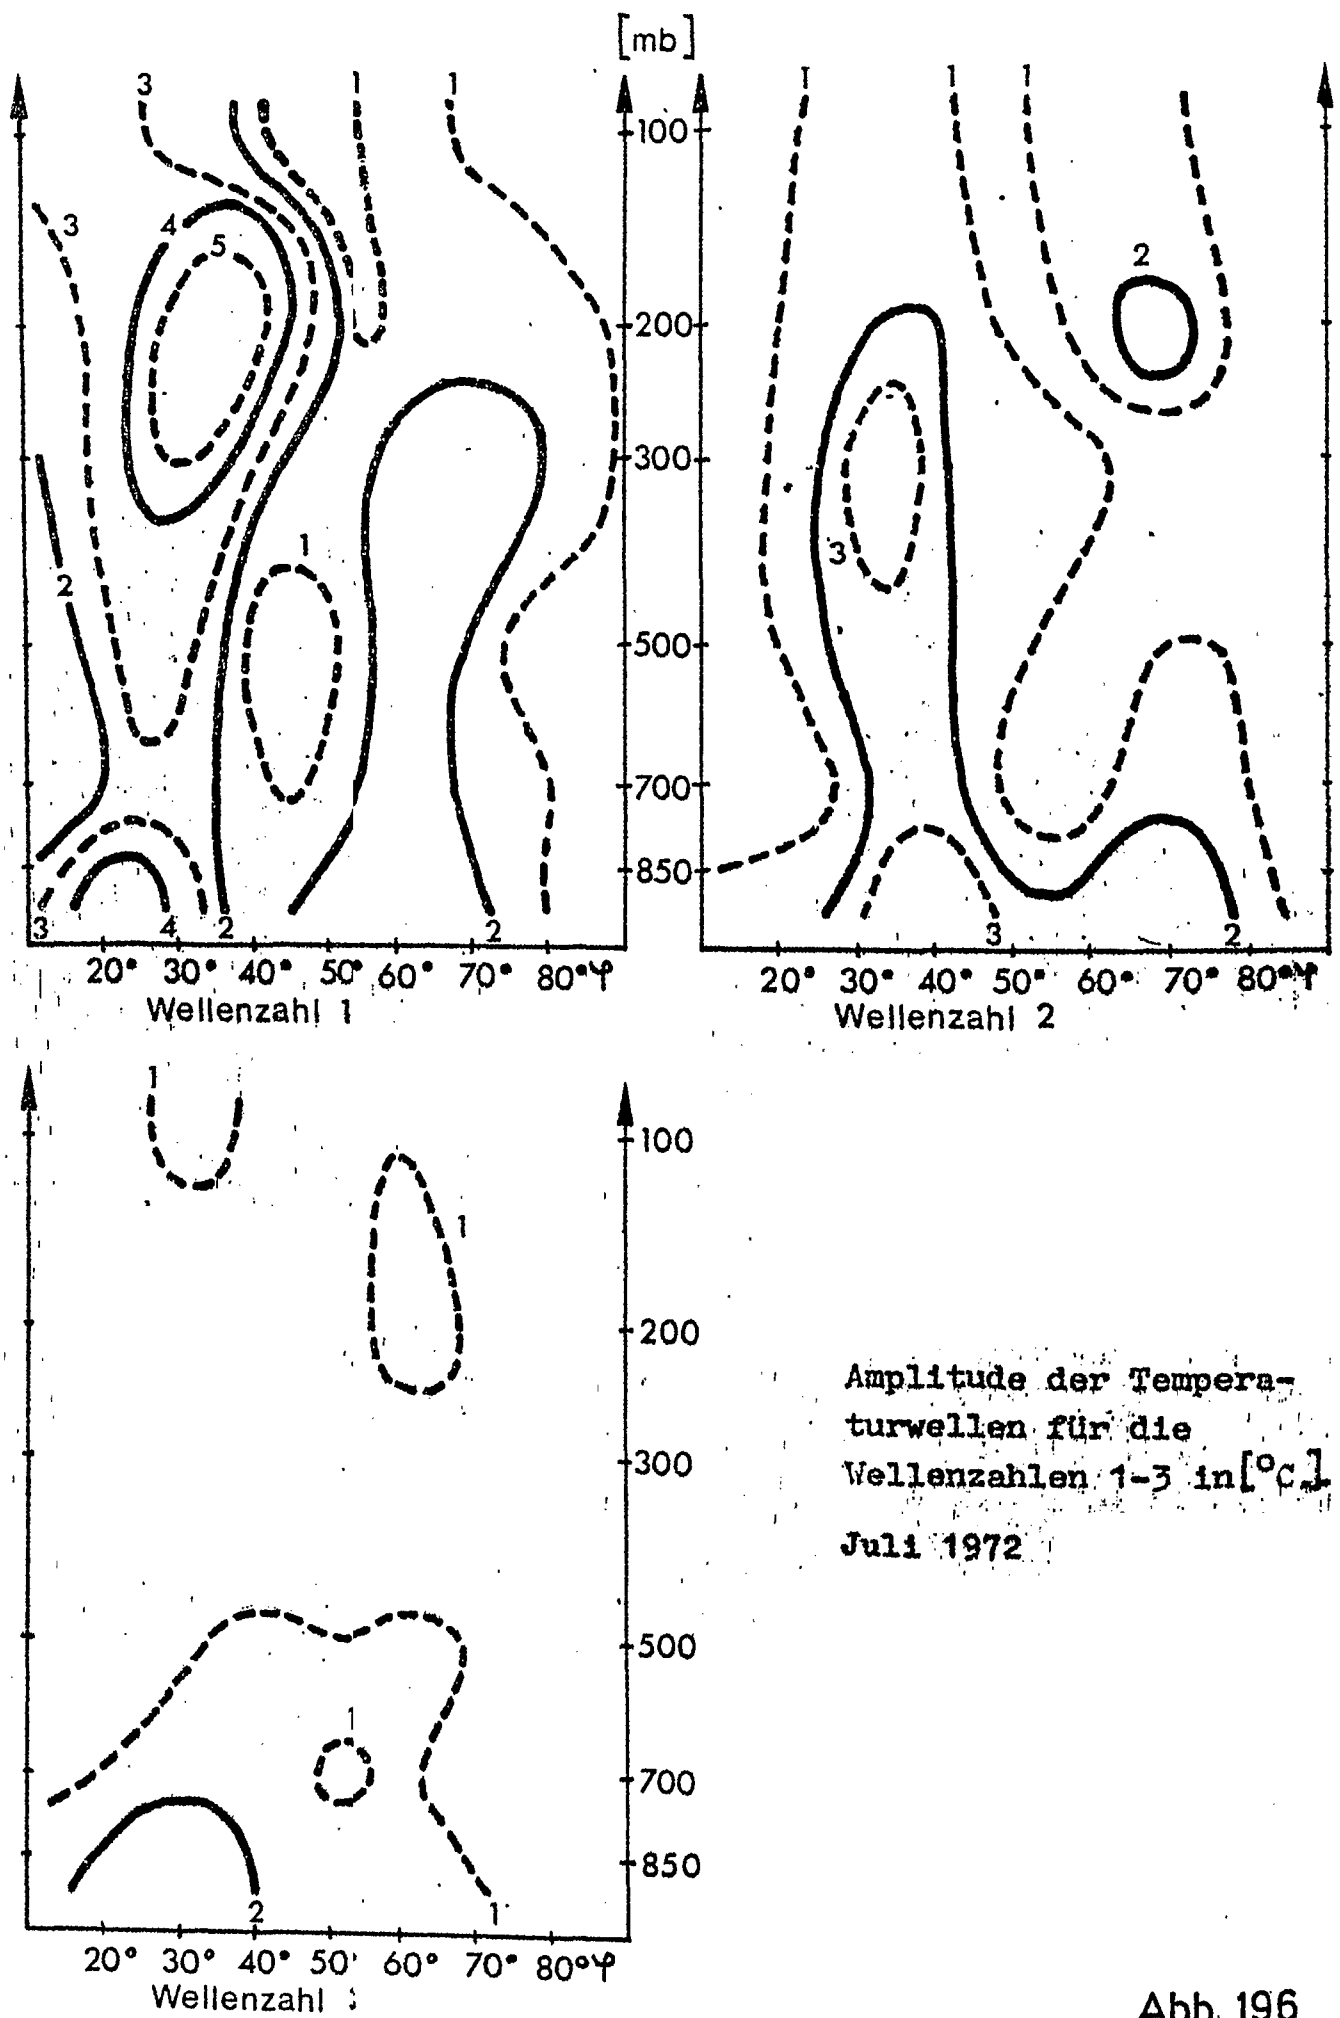 [mb]
3 1 1 1 1 1
100
3 4 5 2
200
300
1 3
2
500
700
850
3 4 2 2 3 2
20° 30° 40° 50° 60° 70° 80° φ 20° 30° 40° 50° 60° 70° 80° φ
Wellenzahl 1 Wellenzahl 2
1
100
1
200
300
500
1
700
850
2 1
20° 30° 40° 50° 60° 70° 80° φ
Wellenzahl
Amplitude der Tempera-
turwellen für die
Wellenzahlen 1-3 in [°C]
Juli 1972
Abb. 196